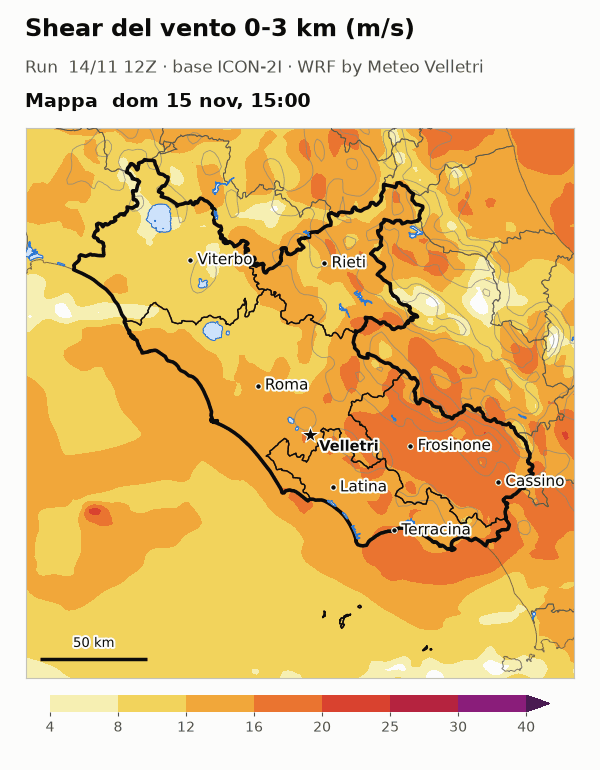 Shear del vento 0-3 km (m/s)
Run  14/11 12Z · base ICON-2I · WRF by Meteo Velletri
Mappa  dom 15 nov, 15:00
Viterbo
Rieti
Roma
Velletri
Frosinone
Latina
Cassino
Terracina
50 km
4 8 12 16 20 25 30 40